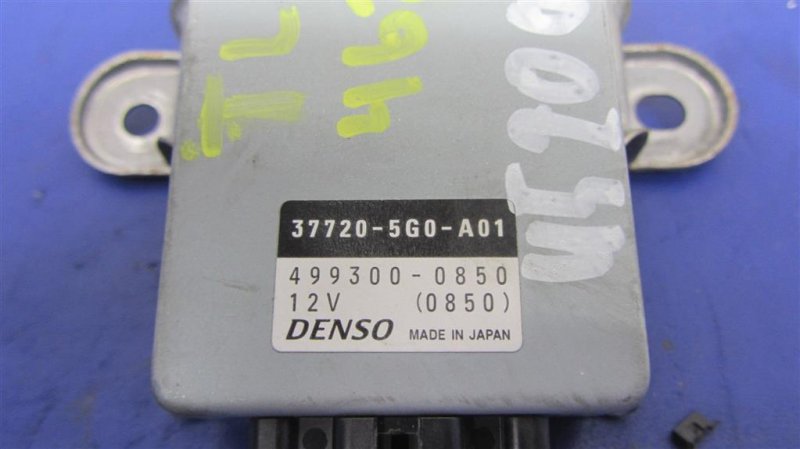 37720-5G0-A01
499300-0850
12V (0850)
DENSO MADE IN JAPAN